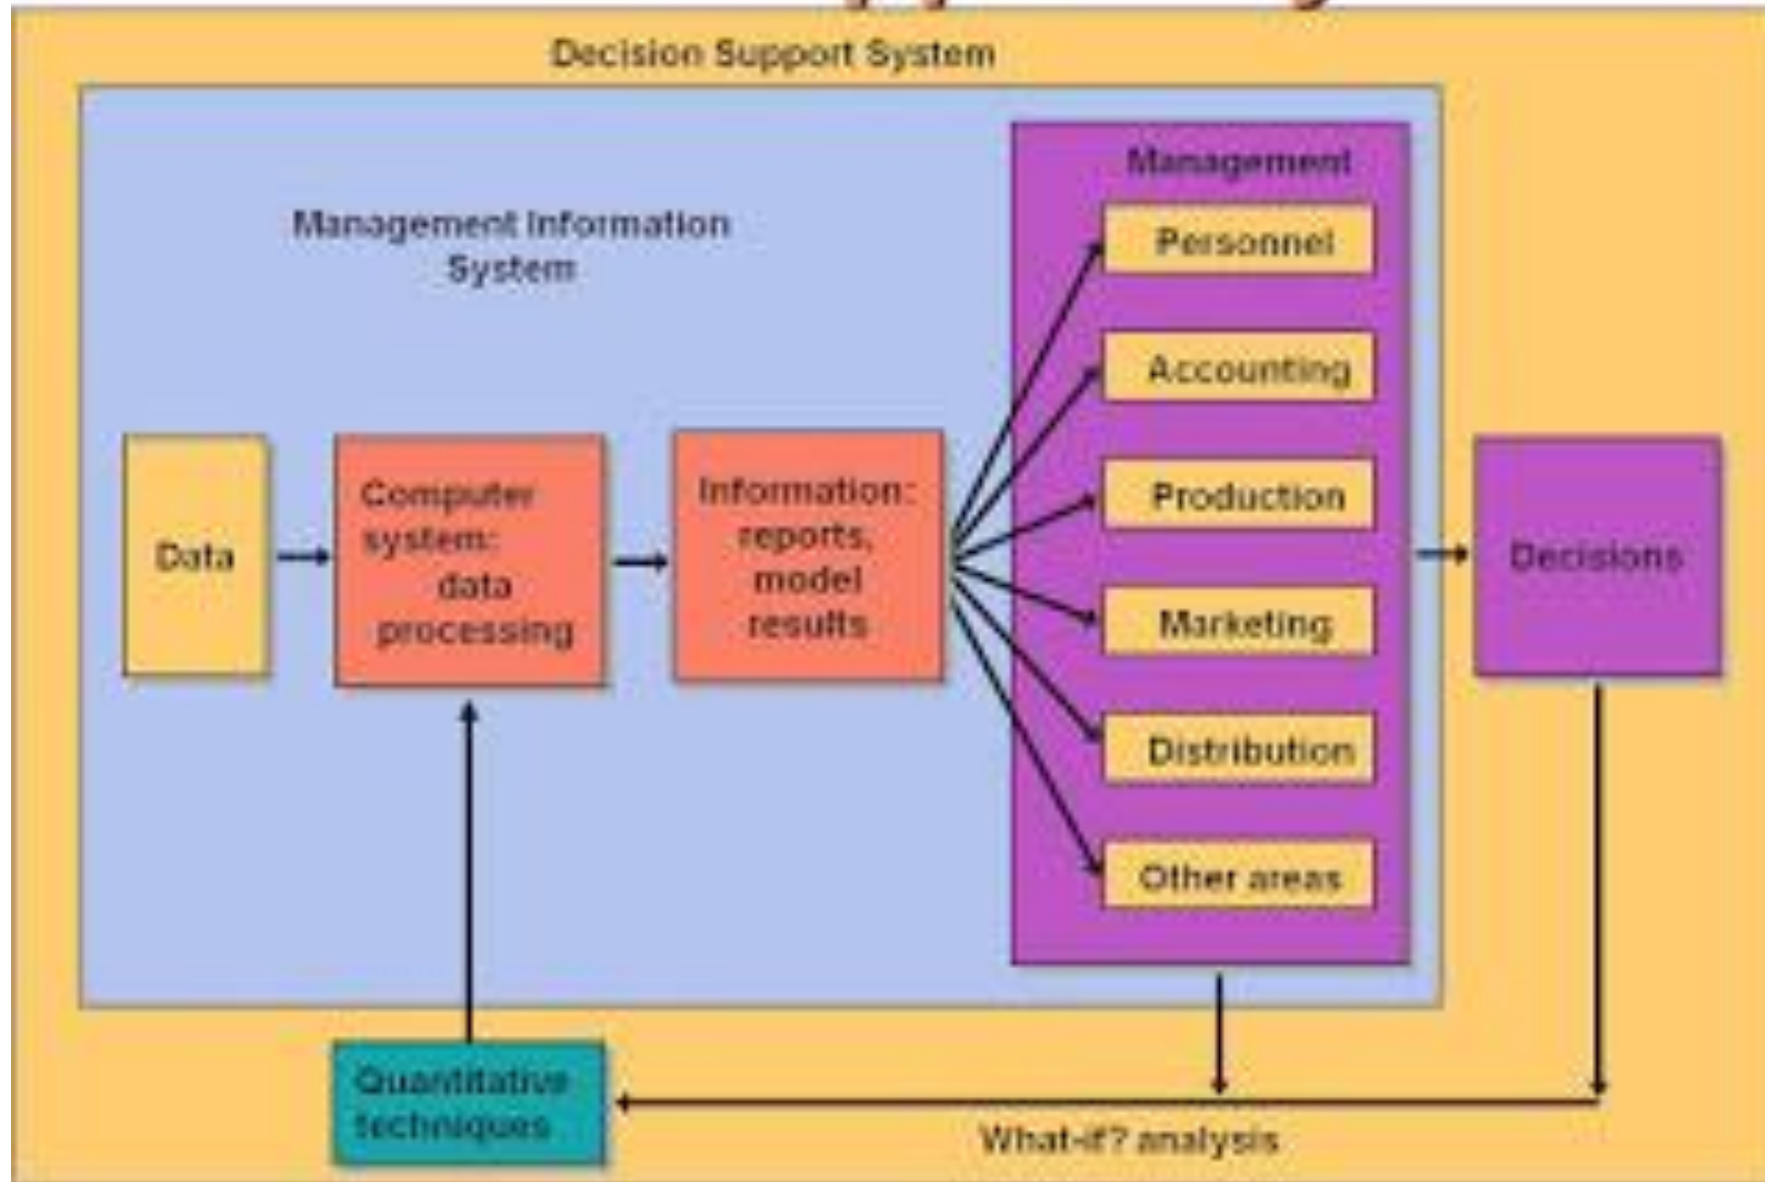 Decision Support System
Management
Management Information
System
Personnel
Accounting
Production
Marketing
Distribution
Other areas
Data
Computer
system:
data
processing
Information:
reports,
model
results
Decisions
Quantitative
techniques
What-if? analysis